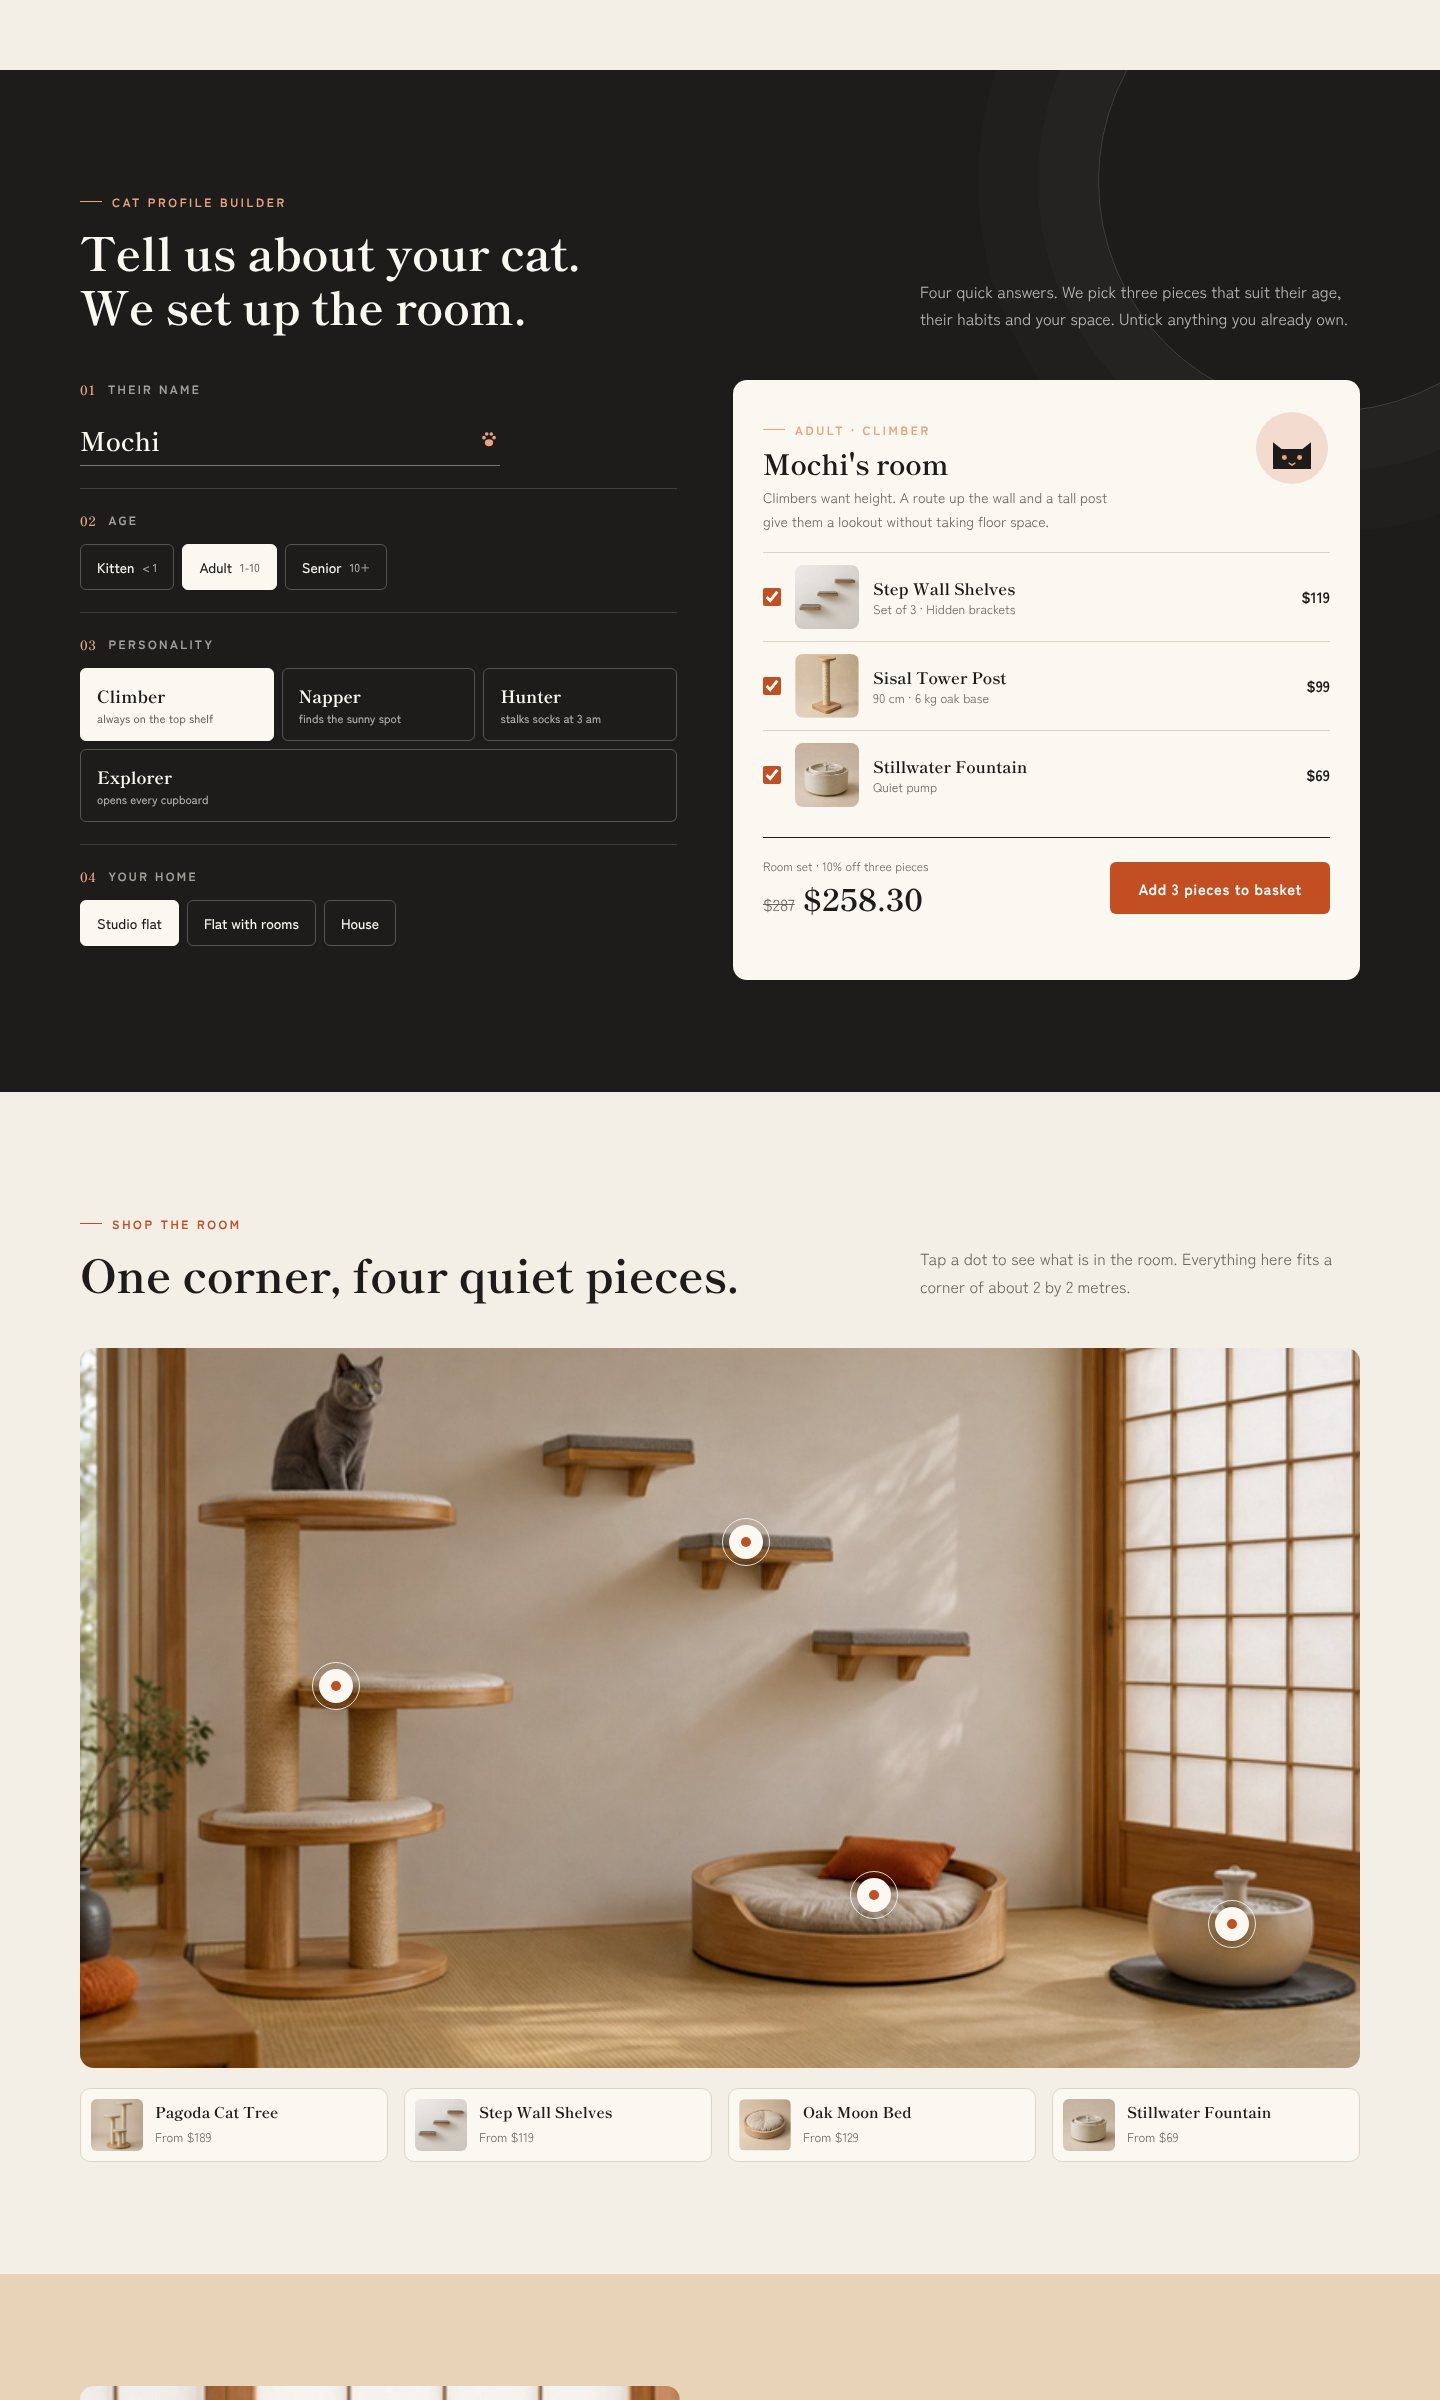 CAT PROFILE BUILDER
Tell us about your cat.
We set up the room.
Four quick answers. We pick three pieces that suit their age,
their habits and your space. Untick anything you already own.
01 THEIR NAME
Mochi
02 AGE
Kitten <1
Adult 1-10
Senior 10+
03 PERSONALITY
Climber
always on the top shelf
Napper
finds the sunny spot
Hunter
stalks socks at 3 am
Explorer
opens every cupboard
04 YOUR HOME
Studio flat
Flat with rooms
House
ADULT · CLIMBER
Mochi's room
Climbers want height. A route up the wall and a tall post
give them a lookout without taking floor space.
Step Wall Shelves
Set of 3 · Hidden brackets
$119
Sisal Tower Post
90 cm · 6 kg oak base
$99
Stillwater Fountain
Quiet pump
$69
Room set · 10% off three pieces
$287 $258.30
Add 3 pieces to basket
SHOP THE ROOM
One corner, four quiet pieces.
Tap a dot to see what is in the room. Everything here fits a
corner of about 2 by 2 metres.
Pagoda Cat Tree
From $189
Step Wall Shelves
From $119
Oak Moon Bed
From $129
Stillwater Fountain
From $69